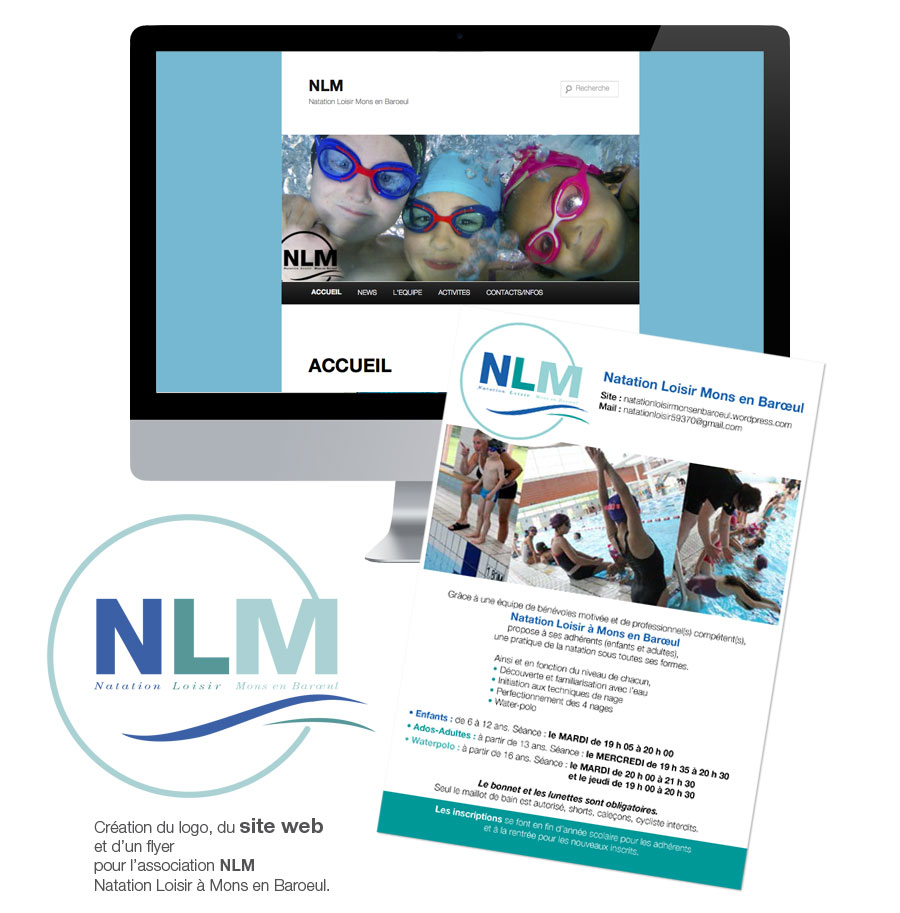 NLM
Natation Loisir Mons en Baroeul
Recherche
NLM
Natation Loisir Mons en Barœul
ACCUEIL NEWS L'EQUIPE ACTIVITES CONTACTS/INFOS
ACCUEIL
NLM
Natation Loisir Mons en Barœul
Natation Loisir Mons en Barœul
Site : natationloisirmonsenbaroeul.wordpress.com
Mail : natationloisir59370@gmail.com
Grâce à une équipe de bénévoles motivée et de professionnel(s) compétent(s),
Natation Loisir à Mons en Barœul
propose à ses adhérents (enfants et adultes),
une pratique de la natation sous toutes ses formes.
Ainsi et en fonction du niveau de chacun,
• Découverte et familiarisation avec l'eau
• Initiation aux techniques de nage
• Perfectionnement des 4 nages
• Water-polo
• Enfants : de 6 à 12 ans. Séance : le MARDI de 19 h 05 à 20 h 00
• Ados-Adultes : à partir de 13 ans. Séance : le MERCREDI de 19 h 35 à 20 h 30
• Waterpolo : à partir de 16 ans. Séance : le MARDI de 20 h 00 à 21 h 30
et le jeudi de 19 h 00 à 20 h 30
Le bonnet et les lunettes sont obligatoires.
Seul le maillot de bain est autorisé, shorts, caleçons, cycliste interdits.
Les inscriptions se font en fin d'année scolaire pour les adhérents
et à la rentrée pour les nouveaux inscrits.
NLM
Natation Loisir Mons en Barœul
Création du logo, du site web
et d'un flyer
pour l'association NLM
Natation Loisir à Mons en Baroeul.